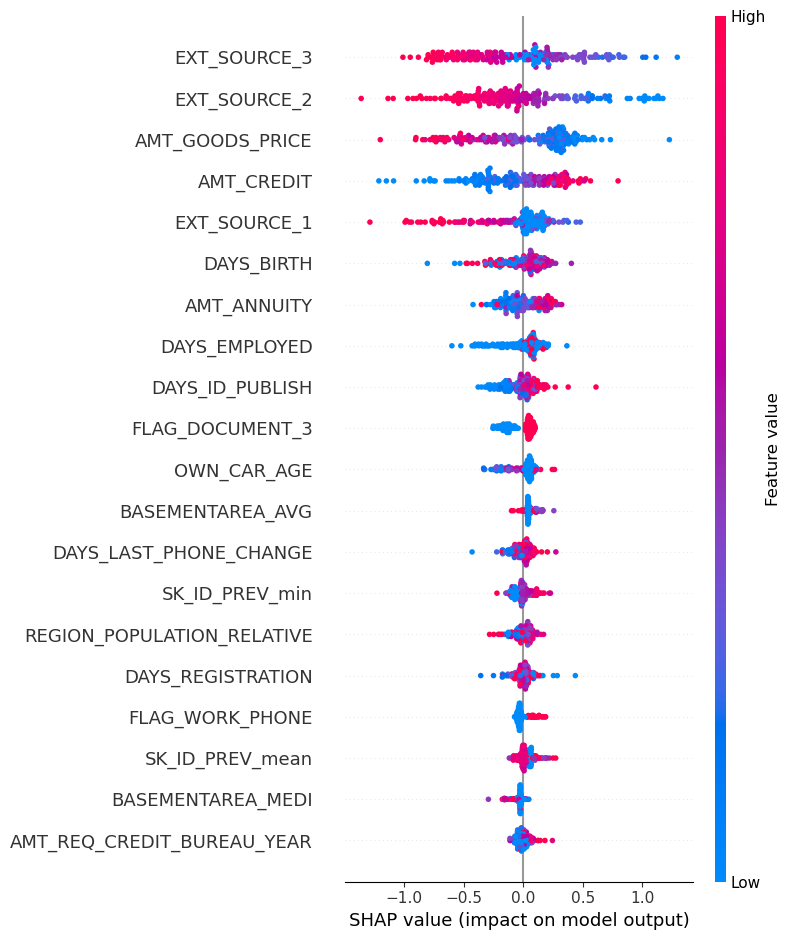 High
EXT_SOURCE_3
EXT_SOURCE_2
AMT_GOODS_PRICE
AMT_CREDIT
EXT_SOURCE_1
DAYS_BIRTH
AMT_ANNUITY
DAYS_EMPLOYED
DAYS_ID_PUBLISH
FLAG_DOCUMENT_3
OWN_CAR_AGE
BASEMENTAREA_AVG
DAYS_LAST_PHONE_CHANGE
SK_ID_PREV_min
REGION_POPULATION_RELATIVE
DAYS_REGISTRATION
FLAG_WORK_PHONE
SK_ID_PREV_mean
BASEMENTAREA_MEDI
AMT_REQ_CREDIT_BUREAU_YEAR
Feature value
Low
−1.0 −0.5 0.0 0.5 1.0
SHAP value (impact on model output)